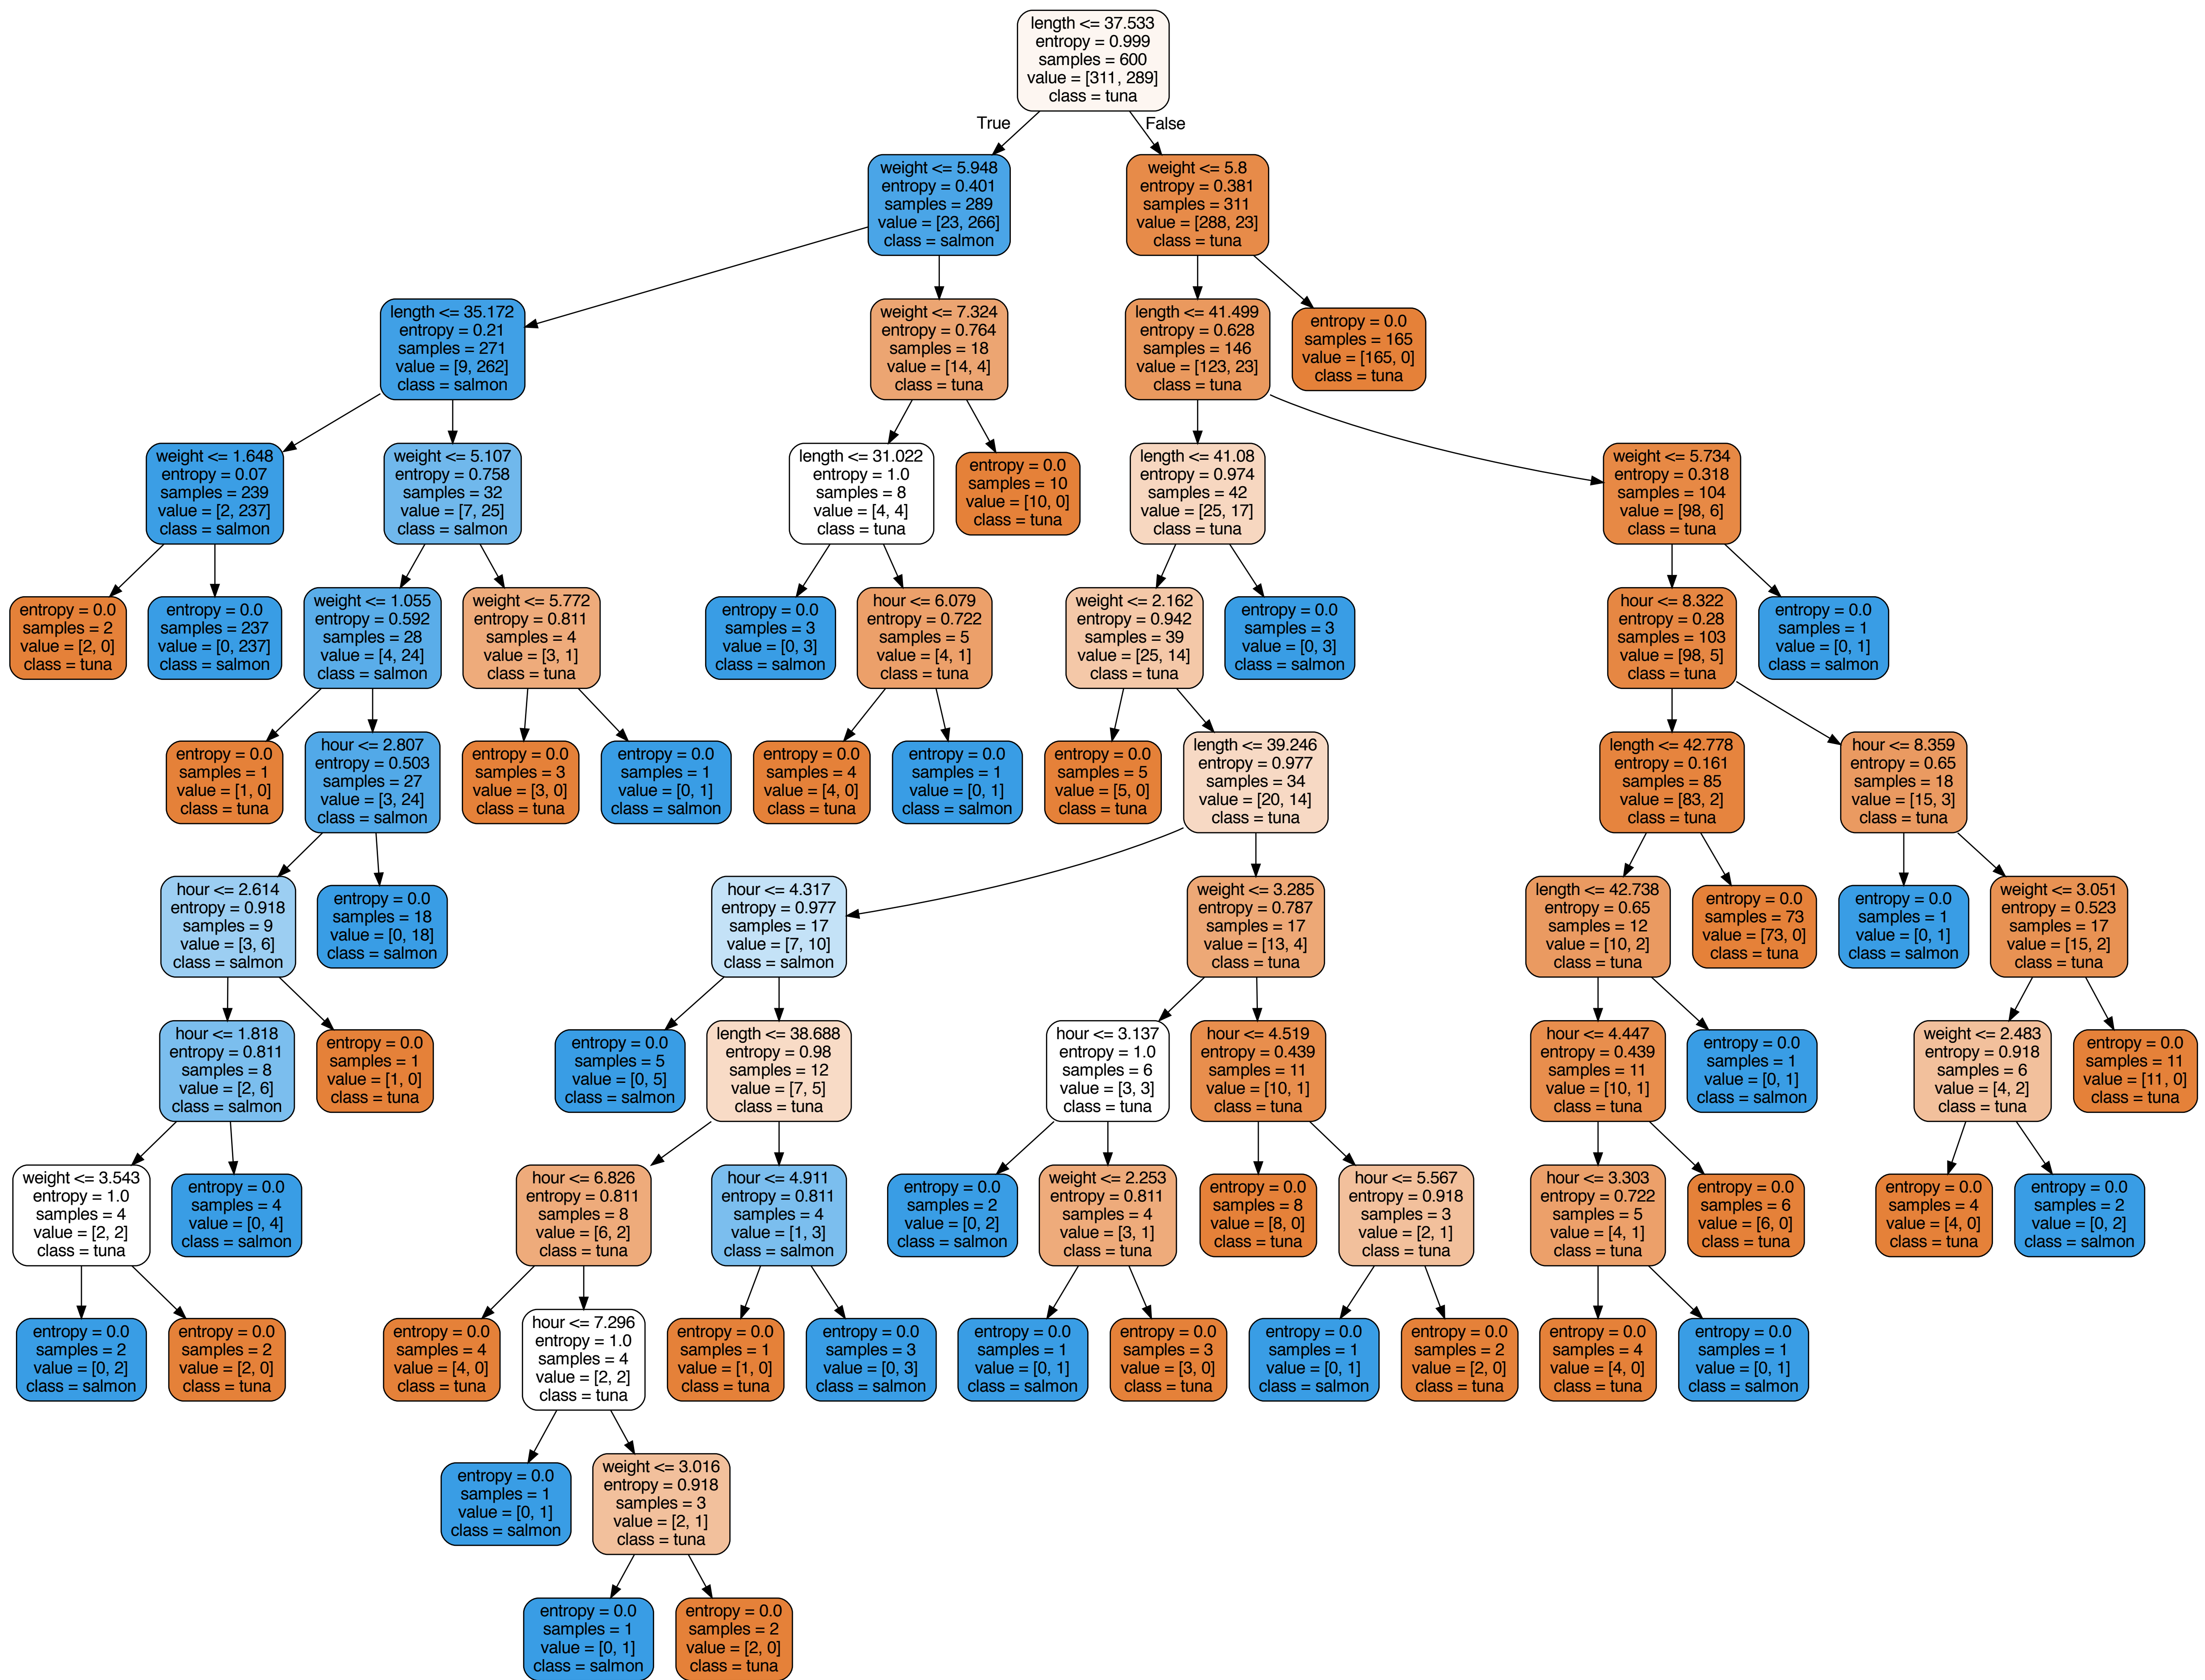 length <= 37.533
entropy = 0.999
samples = 600
value = [311, 289]
class = tuna
True
False
weight <= 5.948
entropy = 0.401
samples = 289
value = [23, 266]
class = salmon
weight <= 5.8
entropy = 0.381
samples = 311
value = [288, 23]
class = tuna
length <= 35.172
entropy = 0.21
samples = 271
value = [9, 262]
class = salmon
weight <= 7.324
entropy = 0.764
samples = 18
value = [14, 4]
class = tuna
length <= 41.499
entropy = 0.628
samples = 146
value = [123, 23]
class = tuna
entropy = 0.0
samples = 165
value = [165, 0]
class = tuna
weight <= 1.648
entropy = 0.07
samples = 239
value = [2, 237]
class = salmon
weight <= 5.107
entropy = 0.758
samples = 32
value = [7, 25]
class = salmon
length <= 31.022
entropy = 1.0
samples = 8
value = [4, 4]
class = tuna
entropy = 0.0
samples = 10
value = [10, 0]
class = tuna
length <= 41.08
entropy = 0.974
samples = 42
value = [25, 17]
class = tuna
weight <= 5.734
entropy = 0.318
samples = 104
value = [98, 6]
class = tuna
entropy = 0.0
samples = 2
value = [2, 0]
class = tuna
entropy = 0.0
samples = 237
value = [0, 237]
class = salmon
weight <= 1.055
entropy = 0.592
samples = 28
value = [4, 24]
class = salmon
weight <= 5.772
entropy = 0.811
samples = 4
value = [3, 1]
class = tuna
entropy = 0.0
samples = 3
value = [0, 3]
class = salmon
hour <= 6.079
entropy = 0.722
samples = 5
value = [4, 1]
class = tuna
weight <= 2.162
entropy = 0.942
samples = 39
value = [25, 14]
class = tuna
entropy = 0.0
samples = 3
value = [0, 3]
class = salmon
hour <= 8.322
entropy = 0.28
samples = 103
value = [98, 5]
class = tuna
entropy = 0.0
samples = 1
value = [0, 1]
class = salmon
entropy = 0.0
samples = 1
value = [1, 0]
class = tuna
hour <= 2.807
entropy = 0.503
samples = 27
value = [3, 24]
class = salmon
entropy = 0.0
samples = 3
value = [3, 0]
class = tuna
entropy = 0.0
samples = 1
value = [0, 1]
class = salmon
entropy = 0.0
samples = 4
value = [4, 0]
class = tuna
entropy = 0.0
samples = 1
value = [0, 1]
class = salmon
entropy = 0.0
samples = 5
value = [5, 0]
class = tuna
length <= 39.246
entropy = 0.977
samples = 34
value = [20, 14]
class = tuna
length <= 42.778
entropy = 0.161
samples = 85
value = [83, 2]
class = tuna
hour <= 8.359
entropy = 0.65
samples = 18
value = [15, 3]
class = tuna
hour <= 2.614
entropy = 0.918
samples = 9
value = [3, 6]
class = salmon
entropy = 0.0
samples = 18
value = [0, 18]
class = salmon
hour <= 4.317
entropy = 0.977
samples = 17
value = [7, 10]
class = salmon
weight <= 3.285
entropy = 0.787
samples = 17
value = [13, 4]
class = tuna
length <= 42.738
entropy = 0.65
samples = 12
value = [10, 2]
class = tuna
entropy = 0.0
samples = 73
value = [73, 0]
class = tuna
entropy = 0.0
samples = 1
value = [0, 1]
class = salmon
weight <= 3.051
entropy = 0.523
samples = 17
value = [15, 2]
class = tuna
hour <= 1.818
entropy = 0.811
samples = 8
value = [2, 6]
class = salmon
entropy = 0.0
samples = 1
value = [1, 0]
class = tuna
entropy = 0.0
samples = 5
value = [0, 5]
class = salmon
length <= 38.688
entropy = 0.98
samples = 12
value = [7, 5]
class = tuna
hour <= 3.137
entropy = 1.0
samples = 6
value = [3, 3]
class = tuna
hour <= 4.519
entropy = 0.439
samples = 11
value = [10, 1]
class = tuna
hour <= 4.447
entropy = 0.439
samples = 11
value = [10, 1]
class = tuna
entropy = 0.0
samples = 1
value = [0, 1]
class = salmon
weight <= 2.483
entropy = 0.918
samples = 6
value = [4, 2]
class = tuna
entropy = 0.0
samples = 11
value = [11, 0]
class = tuna
weight <= 3.543
entropy = 1.0
samples = 4
value = [2, 2]
class = tuna
entropy = 0.0
samples = 4
value = [0, 4]
class = salmon
hour <= 6.826
entropy = 0.811
samples = 8
value = [6, 2]
class = tuna
hour <= 4.911
entropy = 0.811
samples = 4
value = [1, 3]
class = salmon
entropy = 0.0
samples = 2
value = [0, 2]
class = salmon
weight <= 2.253
entropy = 0.811
samples = 4
value = [3, 1]
class = tuna
entropy = 0.0
samples = 8
value = [8, 0]
class = tuna
hour <= 5.567
entropy = 0.918
samples = 3
value = [2, 1]
class = tuna
hour <= 3.303
entropy = 0.722
samples = 5
value = [4, 1]
class = tuna
entropy = 0.0
samples = 6
value = [6, 0]
class = tuna
entropy = 0.0
samples = 4
value = [4, 0]
class = tuna
entropy = 0.0
samples = 2
value = [0, 2]
class = salmon
entropy = 0.0
samples = 2
value = [0, 2]
class = salmon
entropy = 0.0
samples = 2
value = [2, 0]
class = tuna
entropy = 0.0
samples = 4
value = [4, 0]
class = tuna
hour <= 7.296
entropy = 1.0
samples = 4
value = [2, 2]
class = tuna
entropy = 0.0
samples = 1
value = [1, 0]
class = tuna
entropy = 0.0
samples = 3
value = [0, 3]
class = salmon
entropy = 0.0
samples = 1
value = [0, 1]
class = salmon
entropy = 0.0
samples = 3
value = [3, 0]
class = tuna
entropy = 0.0
samples = 1
value = [0, 1]
class = salmon
entropy = 0.0
samples = 2
value = [2, 0]
class = tuna
entropy = 0.0
samples = 4
value = [4, 0]
class = tuna
entropy = 0.0
samples = 1
value = [0, 1]
class = salmon
entropy = 0.0
samples = 1
value = [0, 1]
class = salmon
weight <= 3.016
entropy = 0.918
samples = 3
value = [2, 1]
class = tuna
entropy = 0.0
samples = 1
value = [0, 1]
class = salmon
entropy = 0.0
samples = 2
value = [2, 0]
class = tuna